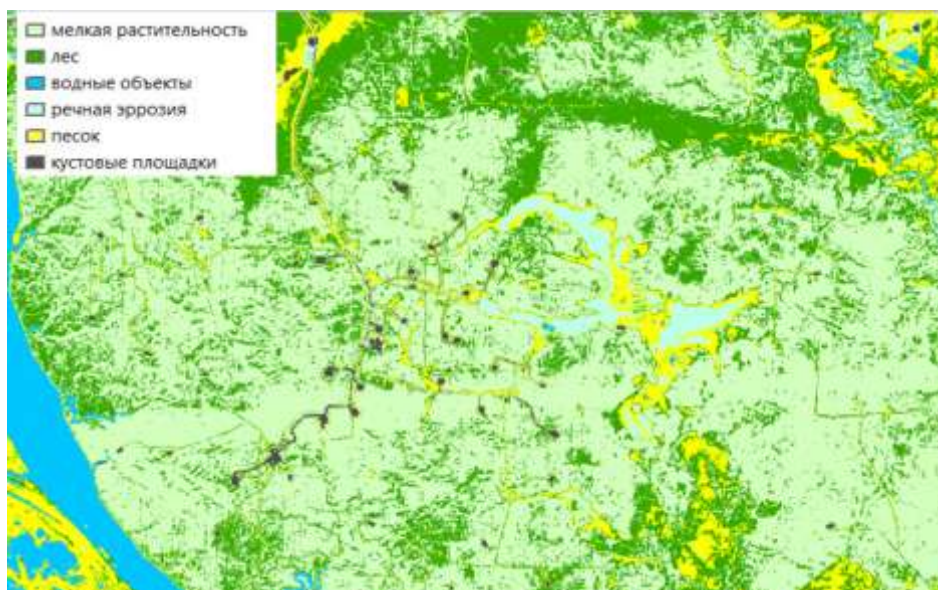 мелкая растительность
лес
водные объекты
речная эррозия
песок
кустовые площадки